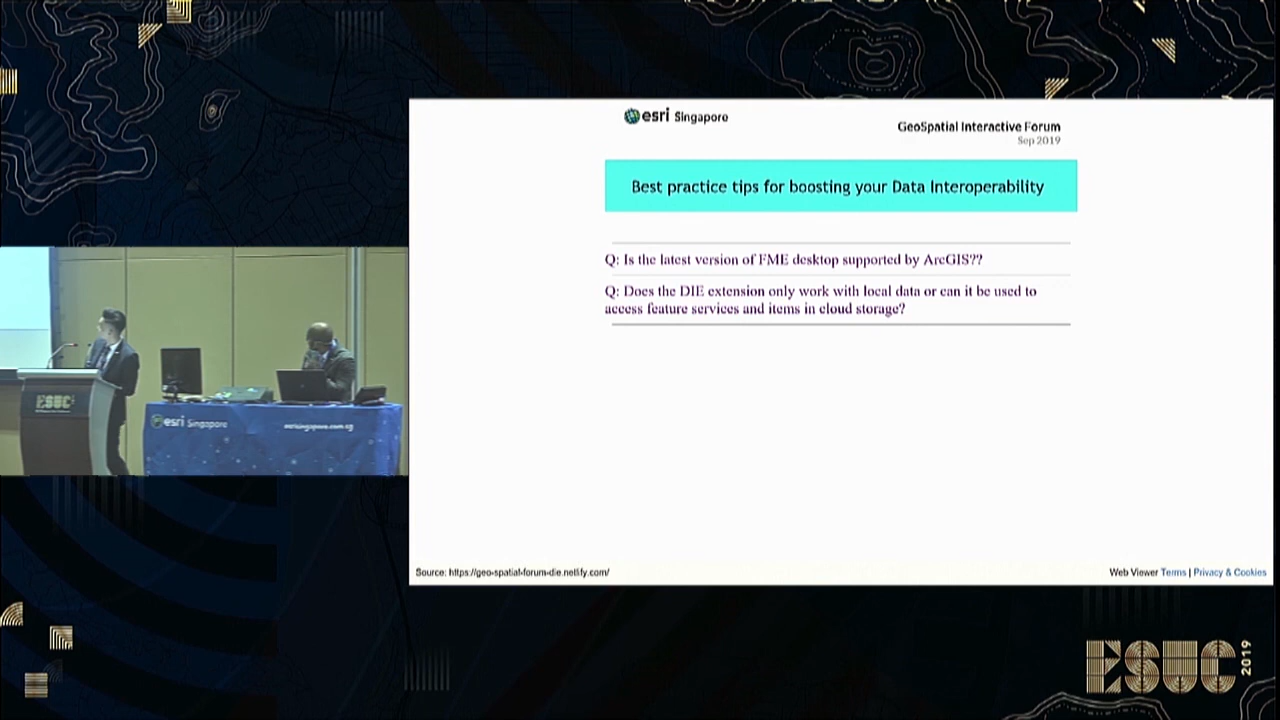 esri Singapore
GeoSpatial Interactive Forum
Sep 2019
Best practice tips for boosting your Data Interoperability
Q: Is the latest version of FME desktop supported by ArcGIS??
Q: Does the DIE extension only work with local data or can it be used to
access feature services and items in cloud storage?
ESUC
esri Singapore
esrisingapore.com.sg
Source: https://geo-spatial-forum-die.netlify.com/
Web Viewer Terms | Privacy & Cookies
ESUC 2019